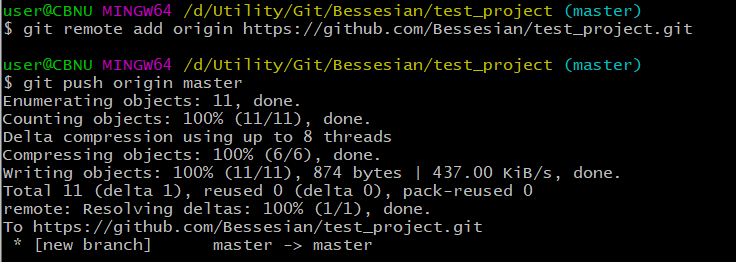 user@CBNU MINGW64 /d/Utility/Git/Bessesian/test_project (master)
$ git remote add origin https://github.com/Bessesian/test_project.git
user@CBNU MINGW64 /d/Utility/Git/Bessesian/test_project (master)
$ git push origin master
Enumerating objects: 11, done.
Counting objects: 100% (11/11), done.
Delta compression using up to 8 threads
Compressing objects: 100% (6/6), done.
Writing objects: 100% (11/11), 874 bytes | 437.00 KiB/s, done.
Total 11 (delta 1), reused 0 (delta 0), pack-reused 0
remote: Resolving deltas: 100% (1/1), done.
To https://github.com/Bessesian/test_project.git
 * [new branch]      master -> master